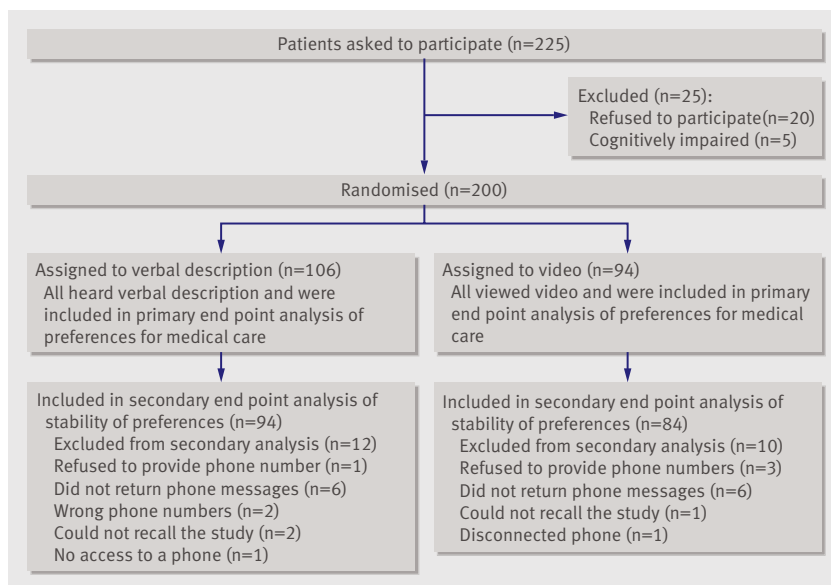 Patients asked to participate (n=225)
Excluded (n=25):
Refused to participate(n=20)
Cognitively impaired (n=5)
Randomised (n=200)
Assigned to verbal description (n=106)
All heard verbal description and were
included in primary end point analysis of
preferences for medical care
Assigned to video (n=94)
All viewed video and were included in primary
end point analysis of preferences for medical
care
Included in secondary end point analysis of
stability of preferences (n=94)
Excluded from secondary analysis (n=12)
Refused to provide phone number (n=1)
Did not return phone messages (n=6)
Wrong phone numbers (n=2)
Could not recall the study (n=2)
No access to a phone (n=1)
Included in secondary end point analysis of
stability of preferences (n=84)
Excluded from secondary analysis (n=10)
Refused to provide phone numbers (n=3)
Did not return phone messages (n=6)
Could not recall the study (n=1)
Disconnected phone (n=1)